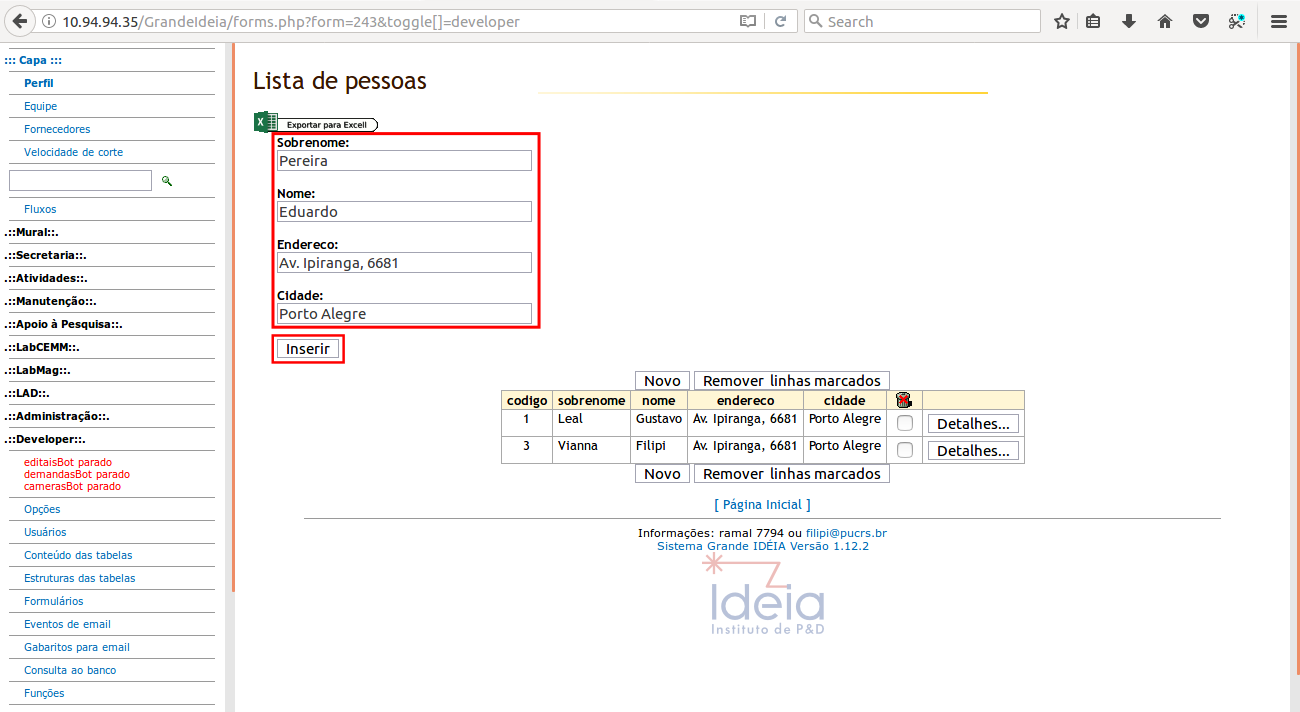 10.94.94.35/GrandeIdeia/forms.php?form=243&toggle[]=developer
Search
::: Capa :::
Perfil
Equipe
Fornecedores
Velocidade de corte
Fluxos
.::Mural::.
.::Secretaria::.
.::Atividades::.
.::Manutenção::.
.::Apoio à Pesquisa::.
.::LabCEMM::.
.::LabMag::.
.::LAD::.
.::Administração::.
.::Developer::.
editaisBot parado
demandasBot parado
camerasBot parado
Opções
Usuários
Conteúdo das tabelas
Estruturas das tabelas
Formulários
Eventos de email
Gabaritos para email
Consulta ao banco
Funções
Lista de pessoas
X Exportar para Excell
Sobrenome:
Pereira
Nome:
Eduardo
Endereco:
Av. Ipiranga, 6681
Cidade:
Porto Alegre
Inserir
Novo Remover linhas marcados
codigo sobrenome nome endereco cidade
1 Leal Gustavo Av. Ipiranga, 6681 Porto Alegre Detalhes...
3 Vianna Filipi Av. Ipiranga, 6681 Porto Alegre Detalhes...
Novo Remover linhas marcados
[ Página Inicial ]
Informações: ramal 7794 ou filipi@pucrs.br
Sistema Grande IDÉIA Versão 1.12.2
Ideia
Instituto de P&D